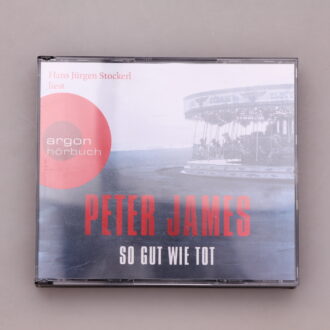 Hans Jürgen Stockerl
liest
argon
hörbuch
PETER JAMES
SO GUT WIE TOT